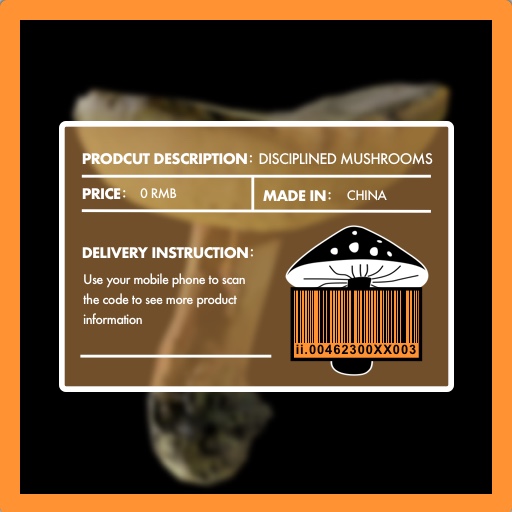 PRODCUT DESCRIPTION: DISCIPLINED MUSHROOMS
PRICE: 0 RMB
MADE IN: CHINA
DELIVERY INSTRUCTION:
Use your mobile phone to scan
the code to see more product
information
ii.00462300XX003